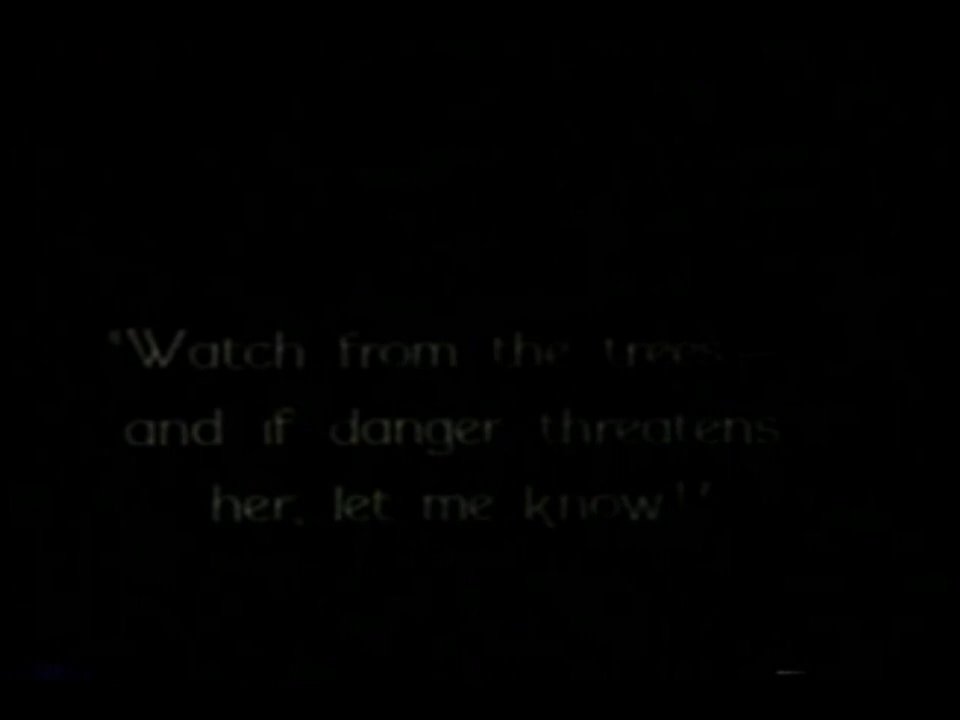 "Watch from the trees—
and if danger threatens
her, let me know!"